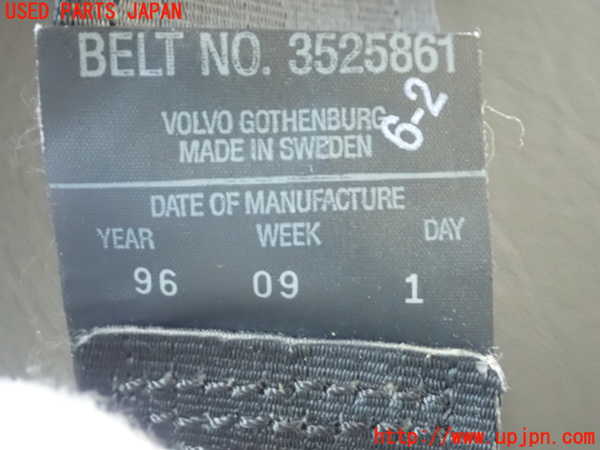 USED PARTS JAPAN
BELT NO. 3525861
6-2
VOLVO GOTHENBURG
MADE IN SWEDEN
DATE OF MANUFACTURE
YEAR WEEK DAY
96 09 1
(C)UPJ http://www.upjpn.com